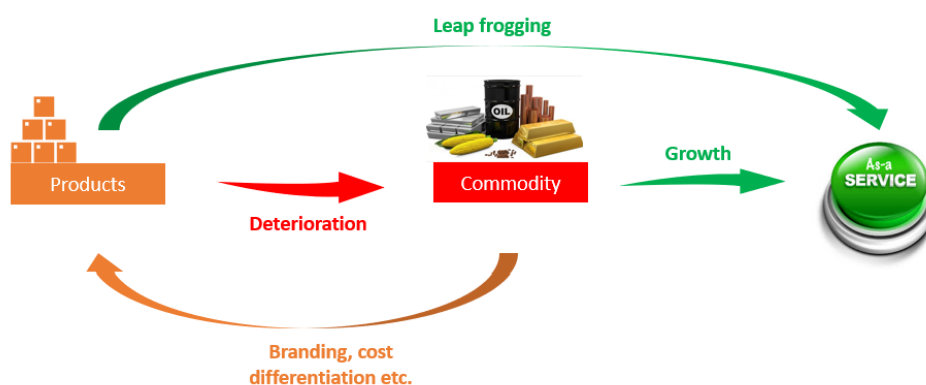 Leap frogging
OIL
Products
Commodity
Growth
As-a
SERVICE
Deterioration
Branding, cost
differentiation etc.